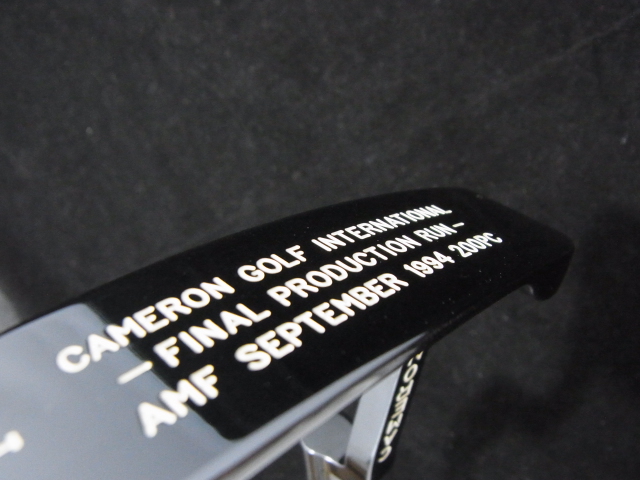 CAMERON GOLF INTERNATIONAL
— FINAL PRODUCTION RUN —
AMF SEPTEMBER 1994 200PC